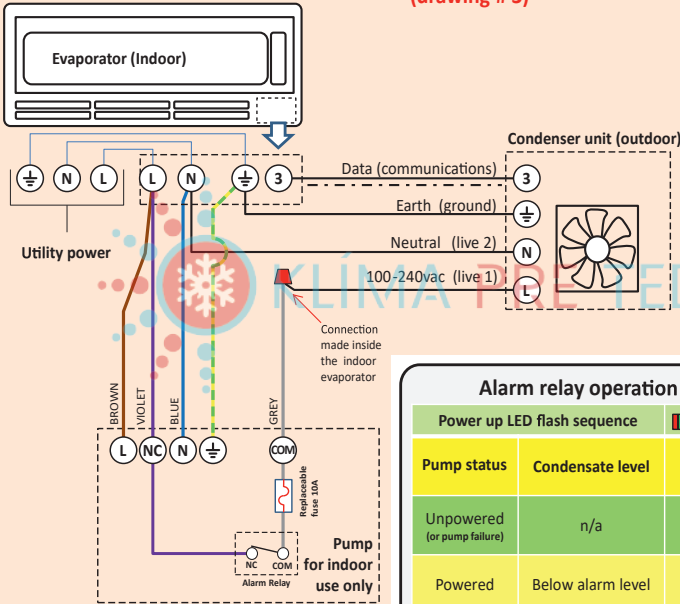 (drawing # 3)
Evaporator (Indoor)
Condenser unit (outdoor)
N L L N 3
Data (communications) 3
Earth (ground)
Neutral (live 2) N
100-240vac (live 1) L
Utility power
KLÍMA PRE TED
Connection
made inside
the indoor
evaporator
BROWN
VIOLET
BLUE
GREY
L NC N COM
Replaceable
fuse 10A
NC COM
Alarm Relay
Pump
for indoor
use only
Alarm relay operation
Power up LED flash sequence
Pump status Condensate level
Unpowered n/a
(or pump failure)
Powered Below alarm level